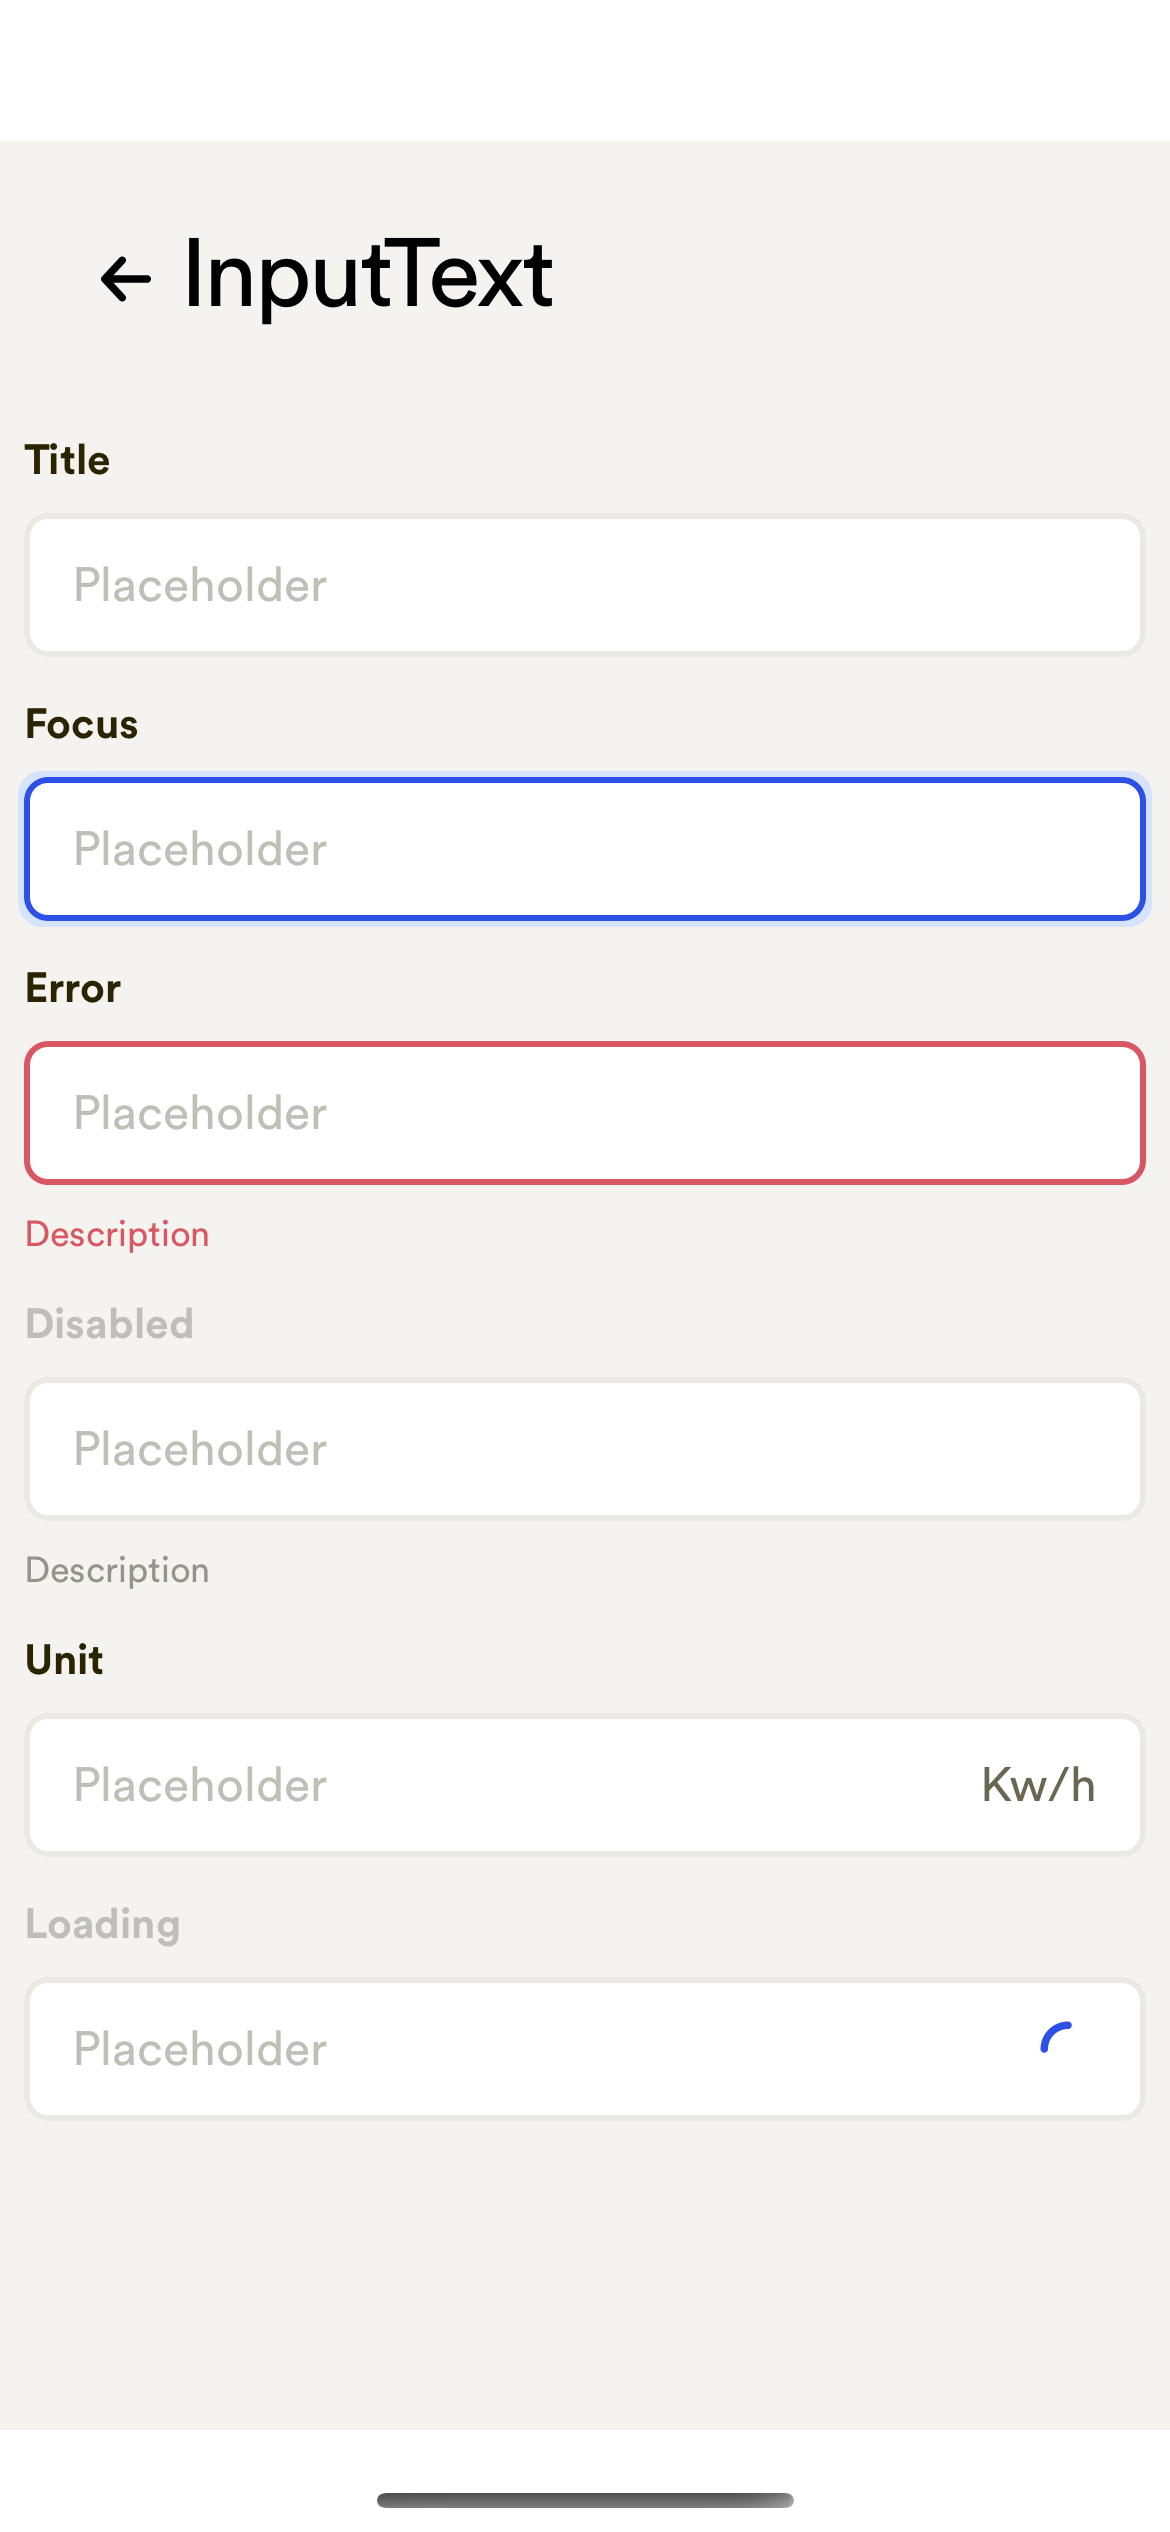 InputText
Title
Placeholder
Focus
Placeholder
Error
Placeholder
Description
Disabled
Placeholder
Description
Unit
Placeholder Kw/h
Loading
Placeholder